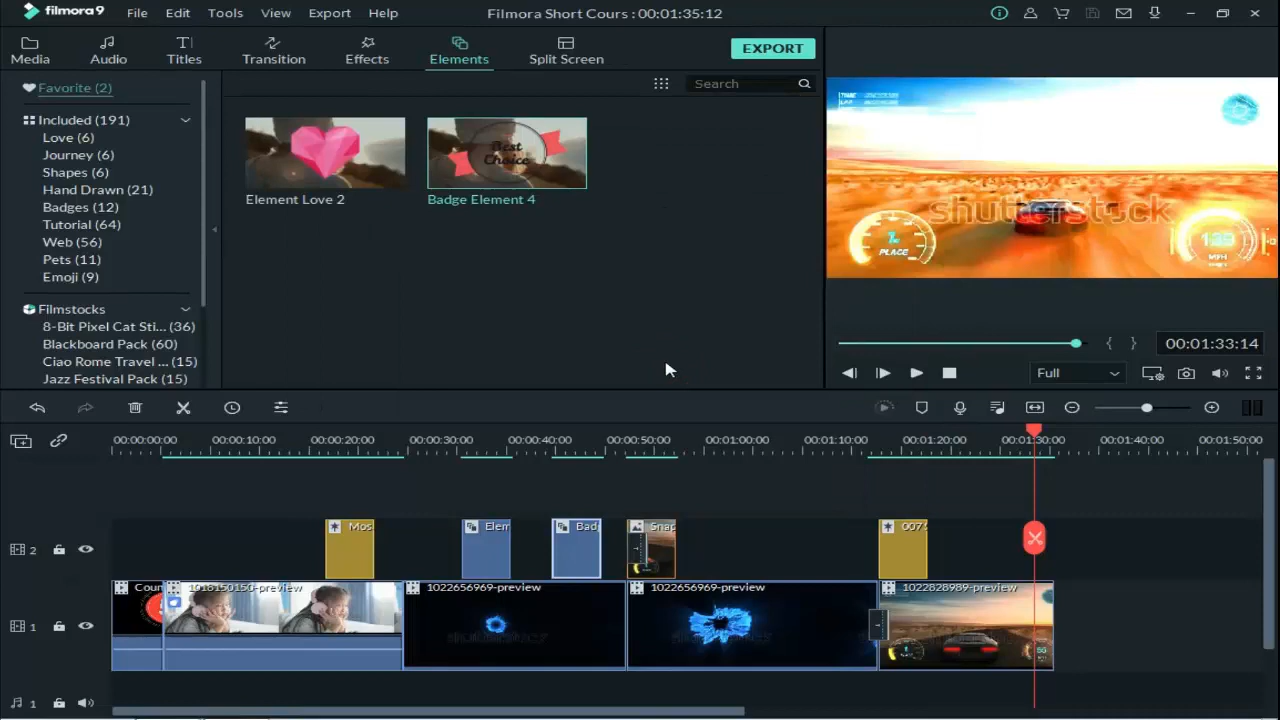 filmora9 File Edit Tools View Export Help Filmora Short Cours : 00:01:35:12
Media Audio Titles Transition Effects Elements Split Screen EXPORT
Favorite (2)
Search
Included (191)
Love (6)
Journey (6)
Shapes (6)
Hand Drawn (21)
Badges (12)
Tutorial (64)
Web (56)
Pets (11)
Emoji (9)
Filmstocks
8-Bit Pixel Cat Sti... (36)
Blackboard Pack (60)
Ciao Rome Travel ... (15)
Jazz Festival Pack (15)
Best
Choice
Element Love 2 Badge Element 4
TIME
LAP
shutterstock
PLACE
MPH
00:01:33:14
Full
00:00:00:00 00:00:10:00 00:00:20:00 00:00:30:00 00:00:40:00 00:00:50:00 00:01:00:00 00:01:10:00 00:01:20:00 00:01:30:00 00:01:40:00 00:01:50:00
2 Mos Elem Bad Snap 007
1 Coun 1018150150-preview 1022656969-preview 1022656969-preview 1022828989-preview
1